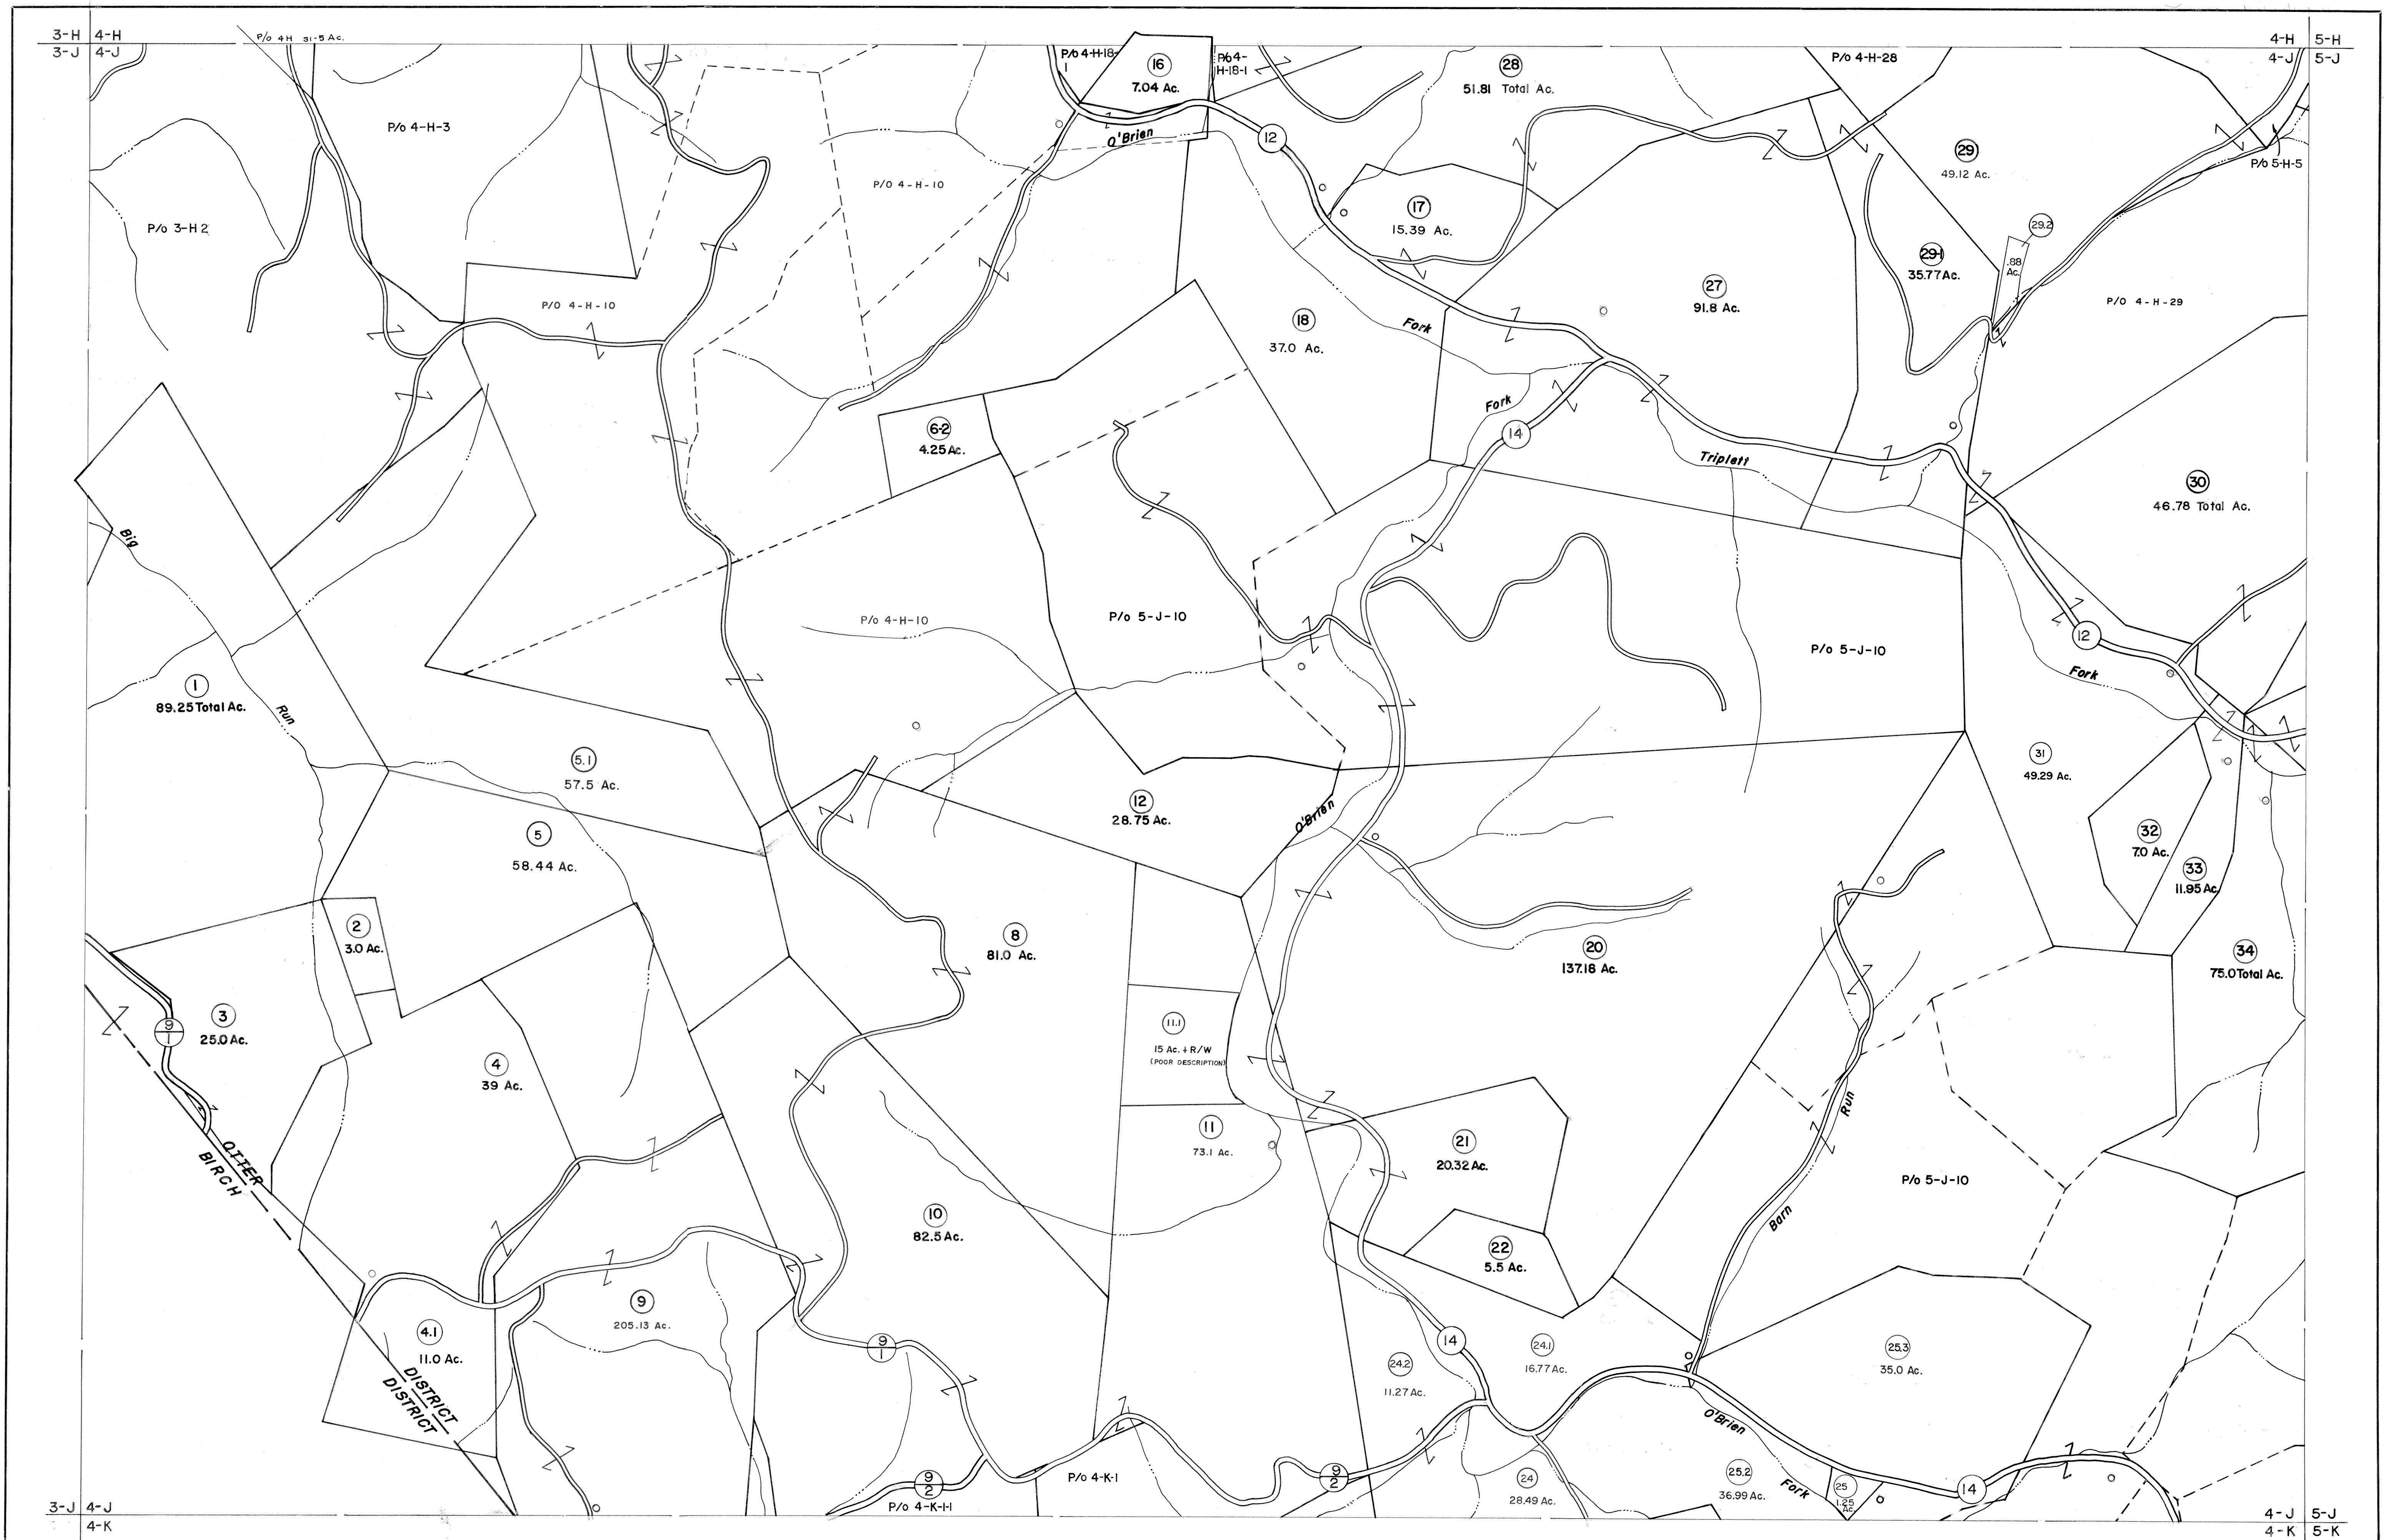 3-H 4-H
3-J 4-J
P/o 4H 31-5 Ac.
P/o 4-H-18-
1
16
7.04 Ac.
P/o 4-
H-18-1
28
51.81 Total Ac.
P/o 4-H-28
4-H 5-H
4-J 5-J
P/o 4-H-3
O'Brien
12
P/o 3-H 2
P/O 4-H-10
17
15.39 Ac.
29
49.12 Ac.
P/o 5-H-5
29.2
.88
Ac.
29-1
35.77 Ac.
P/O 4-H-10
18
37.0 Ac.
Fork
27
91.8 Ac.
P/O 4-H-29
6-2
4.25 Ac.
Fork
14
Triplett
30
46.78 Total Ac.
Big
Run
1
89.25 Total Ac.
P/o 4-H-10
P/o 5-J-10
P/o 5-J-10
12
Fork
5.1
57.5 Ac.
12
28.75 Ac.
O'Brien
31
49.29 Ac.
5
58.44 Ac.
32
7.0 Ac.
33
11.95 Ac.
2
3.0 Ac.
8
81.0 Ac.
20
137.18 Ac.
34
75.0 Total Ac.
9
1
3
25.0 Ac.
4
39 Ac.
11.1
15 Ac. + R/W
(POOR DESCRIPTION)
11
73.1 Ac.
21
20.32 Ac.
Run
Barn
P/o 5-J-10
OTTER
BIRCH
10
82.5 Ac.
22
5.5 Ac.
9
205.13 Ac.
4.1
11.0 Ac.
DISTRICT
DISTRICT
9
1
14
24.2
11.27 Ac.
24.1
16.77 Ac.
25.3
35.0 Ac.
O'Brien
Fork
9
2
P/o 4-K-1-1
P/o 4-K-1
9
2
24
28.49 Ac.
25.2
36.99 Ac.
25
1.25
Ac.
14
3-J 4-J
4-K
4-J 5-J
4-K 5-K